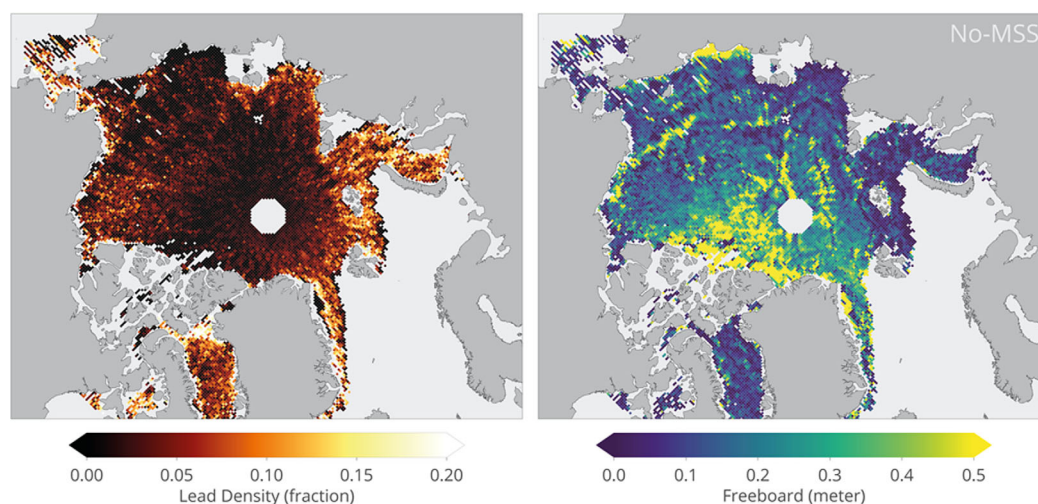 No-MSS
0.00 0.05 0.10 0.15 0.20
Lead Density (fraction)
0.0 0.1 0.2 0.3 0.4 0.5
Freeboard (meter)